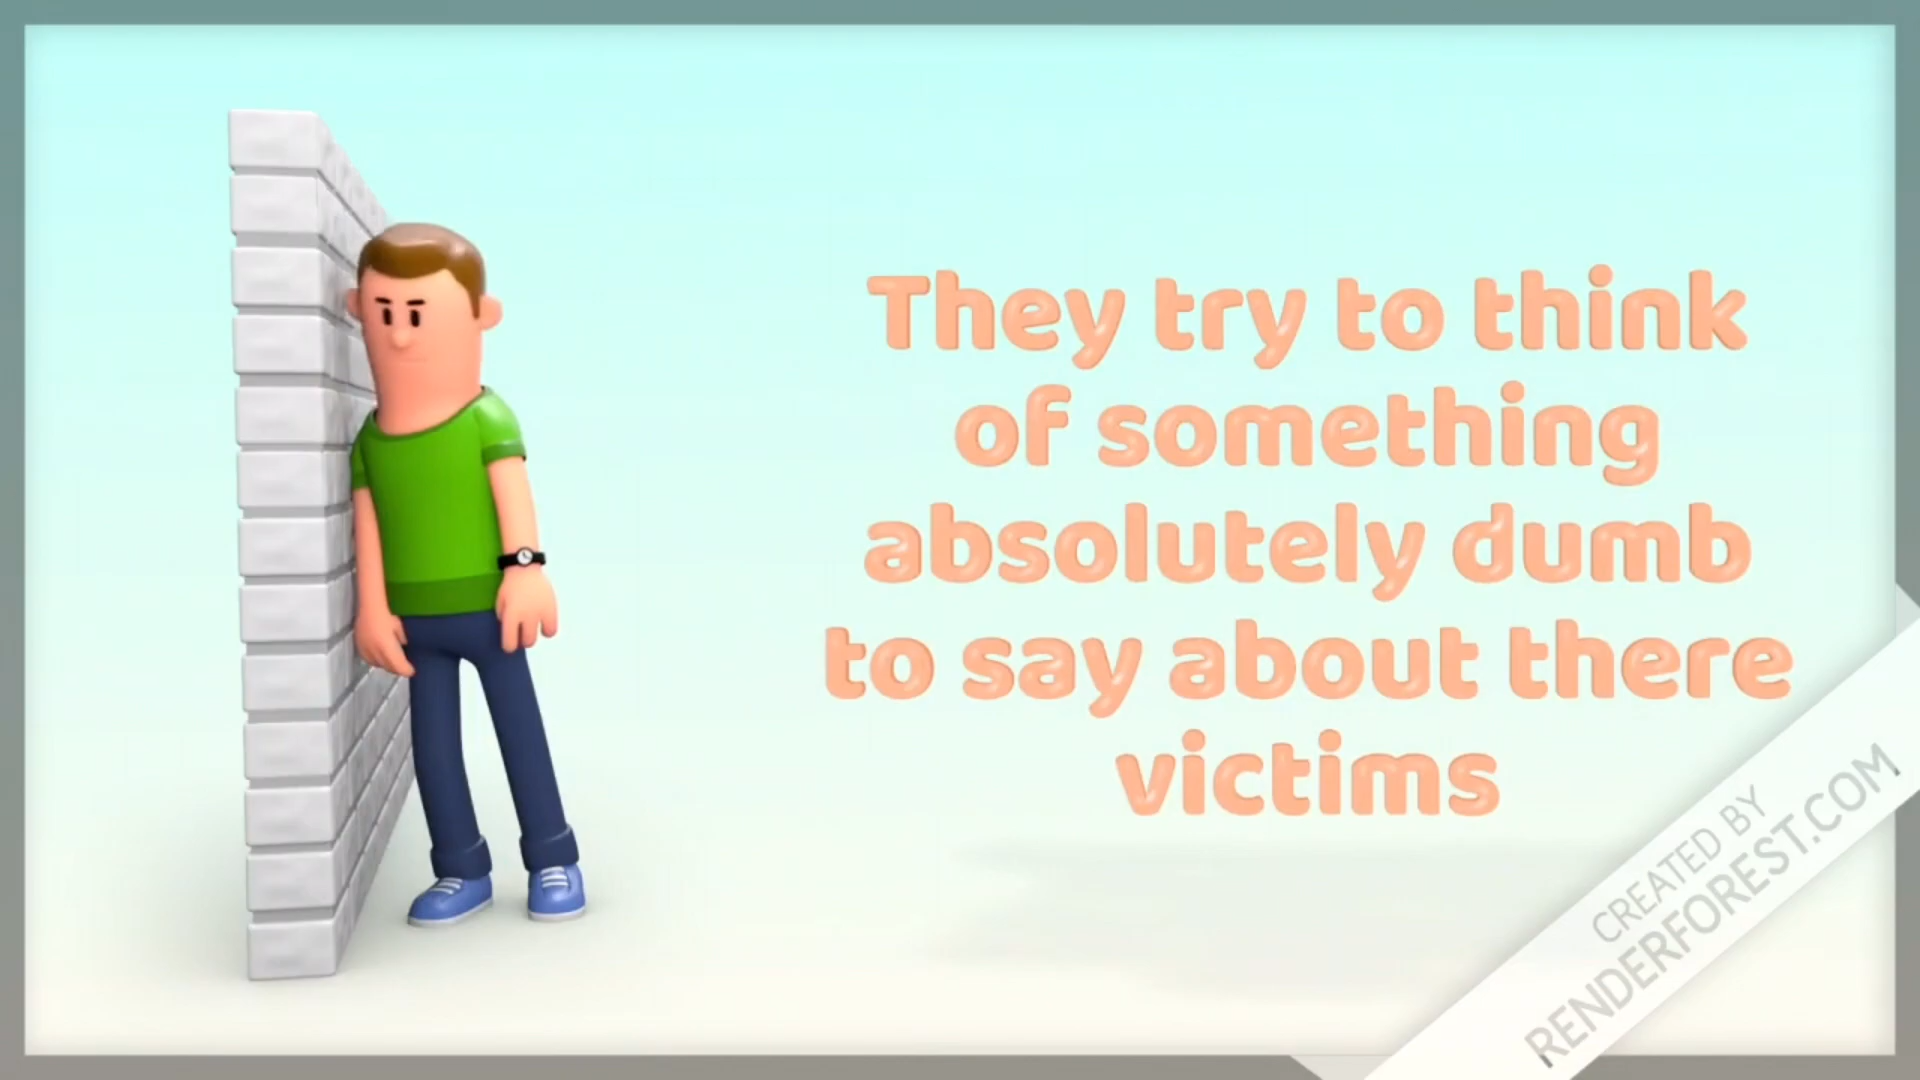 They try to think
of something
absolutely dumb
to say about there
victims
CREATED BY
RENDERFOREST.COM